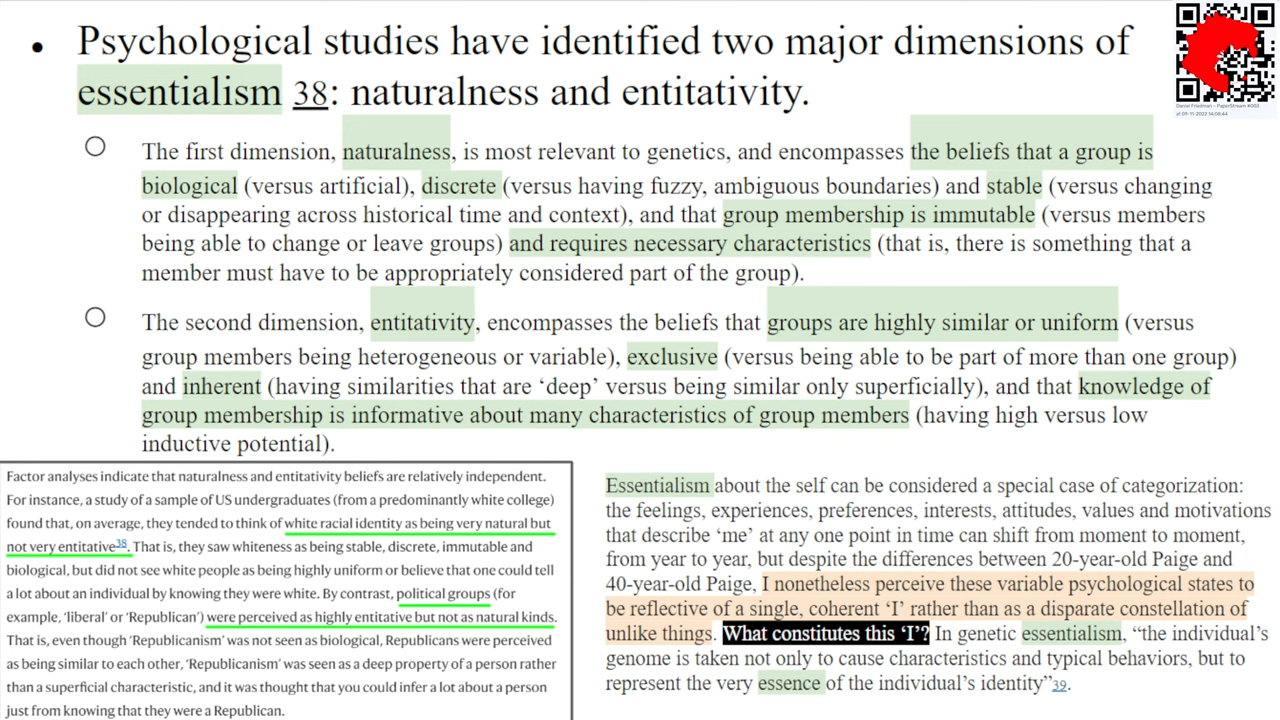 • Psychological studies have identified two major dimensions of
essentialism 38: naturalness and entitativity.
Daniel Friedman – PaperStream #003
at 09-11-2022 14:08:44
○ The first dimension, naturalness, is most relevant to genetics, and encompasses the beliefs that a group is
biological (versus artificial), discrete (versus having fuzzy, ambiguous boundaries) and stable (versus changing
or disappearing across historical time and context), and that group membership is immutable (versus members
being able to change or leave groups) and requires necessary characteristics (that is, there is something that a
member must have to be appropriately considered part of the group).
○ The second dimension, entitativity, encompasses the beliefs that groups are highly similar or uniform (versus
group members being heterogeneous or variable), exclusive (versus being able to be part of more than one group)
and inherent (having similarities that are ‘deep’ versus being similar only superficially), and that knowledge of
group membership is informative about many characteristics of group members (having high versus low
inductive potential).
Factor analyses indicate that naturalness and entitativity beliefs are relatively independent.
For instance, a study of a sample of US undergraduates (from a predominantly white college)
found that, on average, they tended to think of white racial identity as being very natural but
not very entitative38. That is, they saw whiteness as being stable, discrete, immutable and
biological, but did not see white people as being highly uniform or believe that one could tell
a lot about an individual by knowing they were white. By contrast, political groups (for
example, ‘liberal’ or ‘Republican’) were perceived as highly entitative but not as natural kinds.
That is, even though ‘Republicanism’ was not seen as biological, Republicans were perceived
as being similar to each other, ‘Republicanism’ was seen as a deep property of a person rather
than a superficial characteristic, and it was thought that you could infer a lot about a person
just from knowing that they were a Republican.
Essentialism about the self can be considered a special case of categorization:
the feelings, experiences, preferences, interests, attitudes, values and motivations
that describe ‘me’ at any one point in time can shift from moment to moment,
from year to year, but despite the differences between 20-year-old Paige and
40-year-old Paige, I nonetheless perceive these variable psychological states to
be reflective of a single, coherent ‘I’ rather than as a disparate constellation of
unlike things. What constitutes this ‘I’? In genetic essentialism, “the individual’s
genome is taken not only to cause characteristics and typical behaviors, but to
represent the very essence of the individual’s identity”39.